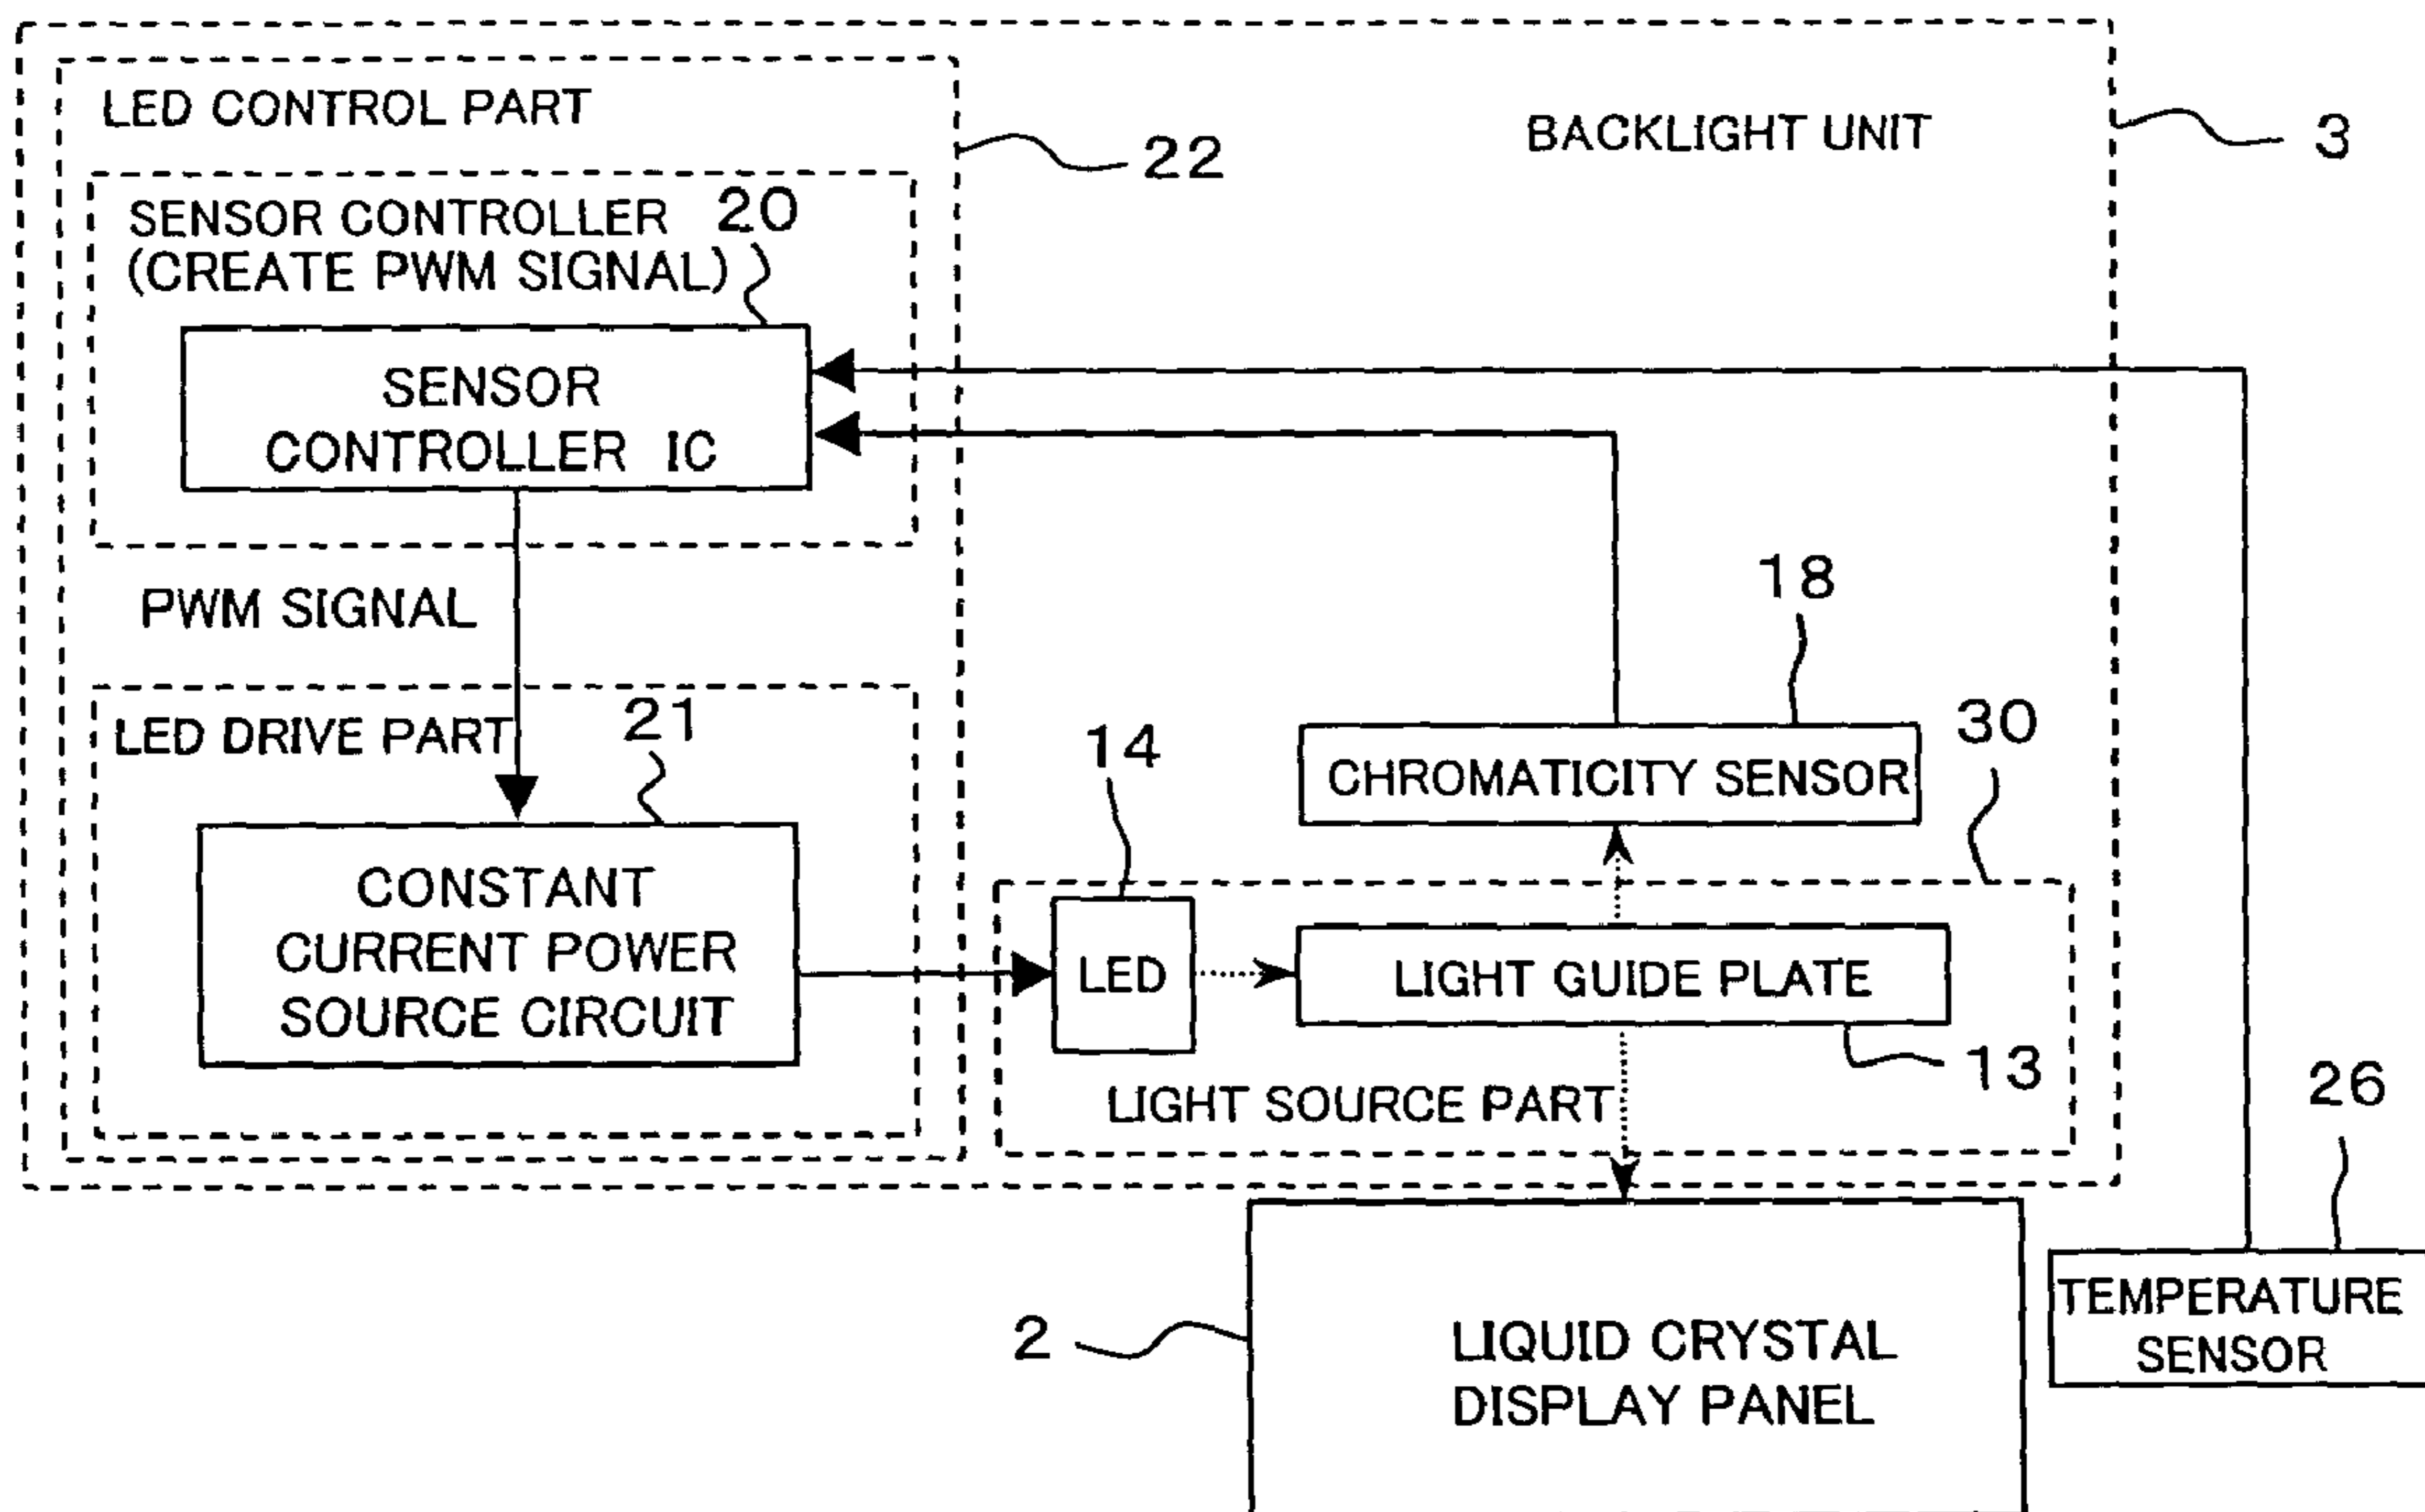 LED CONTROL PART
22
BACKLIGHT UNIT
3
SENSOR CONTROLLER
(CREATE PWM SIGNAL)
20
SENSOR
CONTROLLER IC
PWM SIGNAL
18
LED DRIVE PART
21
14
CHROMATICITY SENSOR
30
CONSTANT
CURRENT POWER
SOURCE CIRCUIT
LED
LIGHT GUIDE PLATE
13
LIGHT SOURCE PART
26
2
LIQUID CRYSTAL
DISPLAY PANEL
TEMPERATURE
SENSOR